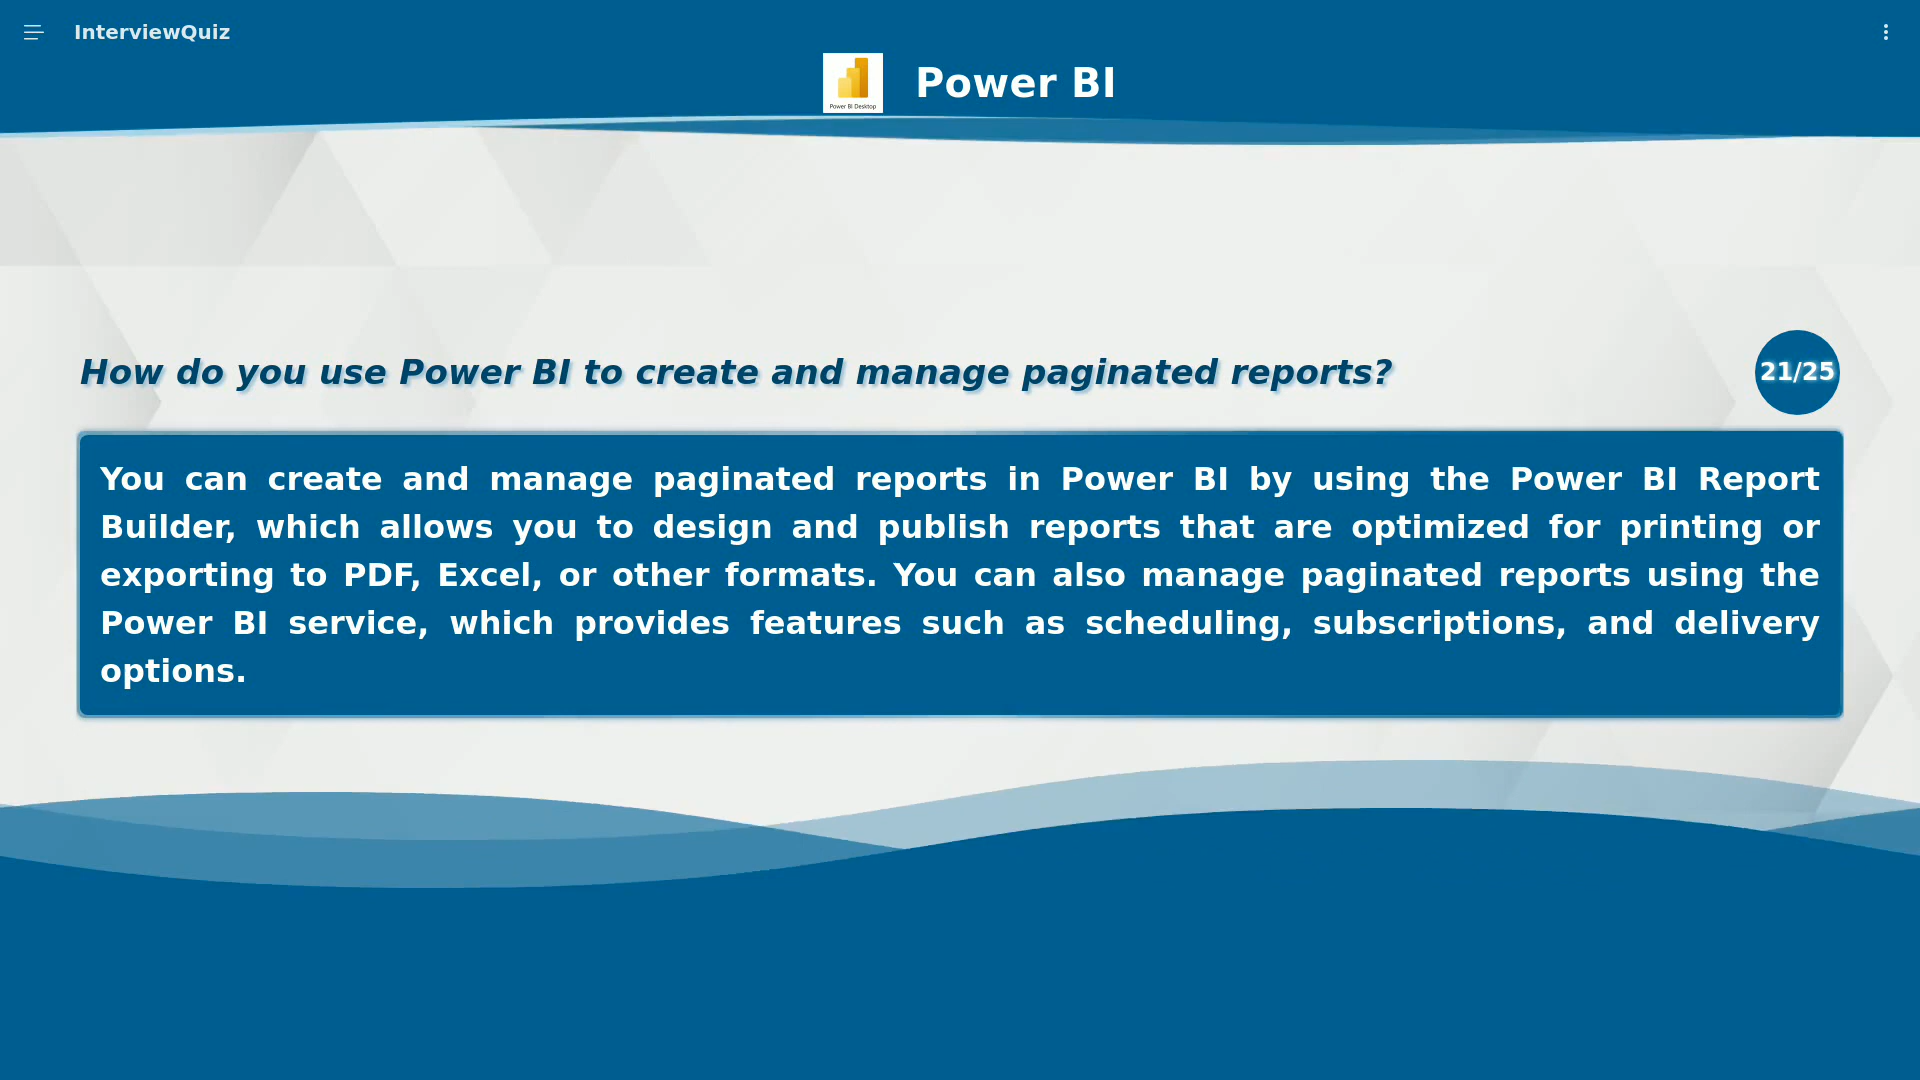 InterviewQuiz
Power BI Desktop
Power BI
How do you use Power BI to create and manage paginated reports?
21/25
You can create and manage paginated reports in Power BI by using the Power BI Report
Builder, which allows you to design and publish reports that are optimized for printing or
exporting to PDF, Excel, or other formats. You can also manage paginated reports using the
Power BI service, which provides features such as scheduling, subscriptions, and delivery
options.